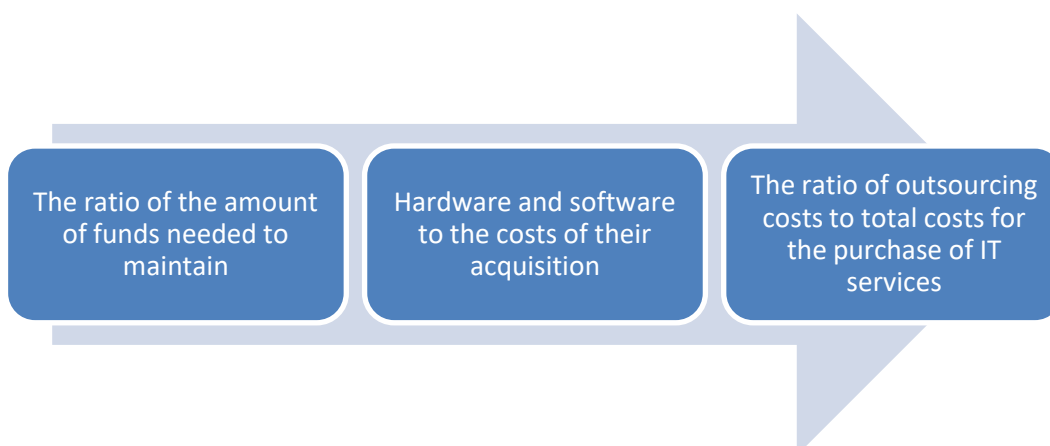 The ratio of the amount
of funds needed to
maintain
Hardware and software
to the costs of their
acquisition
The ratio of outsourcing
costs to total costs for
the purchase of IT
services